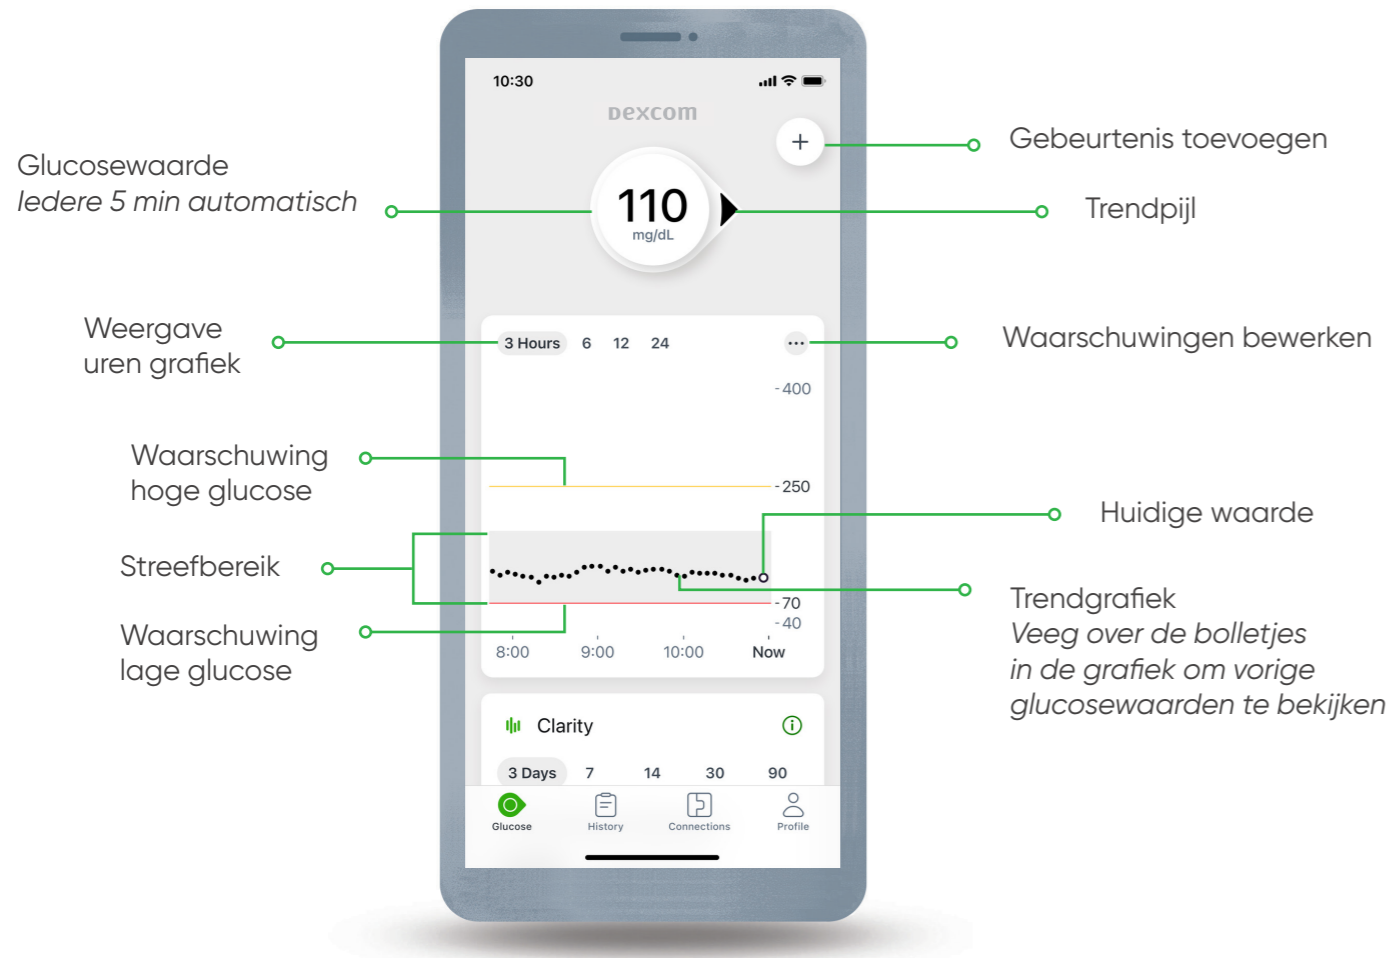 10:30
Dexcom
+
Gebeurtenis toevoegen
Glucosewaarde
Iedere 5 min automatisch
110
mg/dL
Trendpijl
Weergave
uren grafiek
3 Hours 6 12 24
Waarschuwingen bewerken
400
Waarschuwing
hoge glucose
250
Huidige waarde
Streefbereik
70
40
Trendgrafiek
Veeg over de bolletjes
in de grafiek om vorige
glucosewaarden te bekijken
Waarschuwing
lage glucose
8:00 9:00 10:00 Now
Clarity
3 Days 7 14 30 90
Glucose History Connections Profile